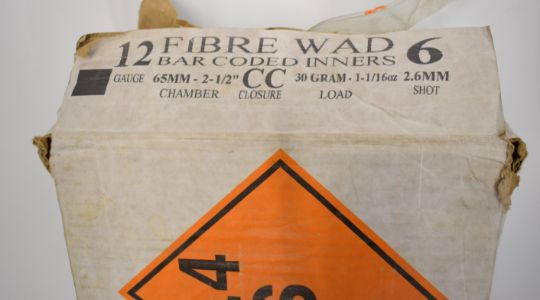 12 FIBRE WAD 6
BAR CODED INNERS
GAUGE 65MM - 2-1/2" CC 30 GRAM - 1-1/16oz 2.6MM
CHAMBER CLOSURE LOAD SHOT